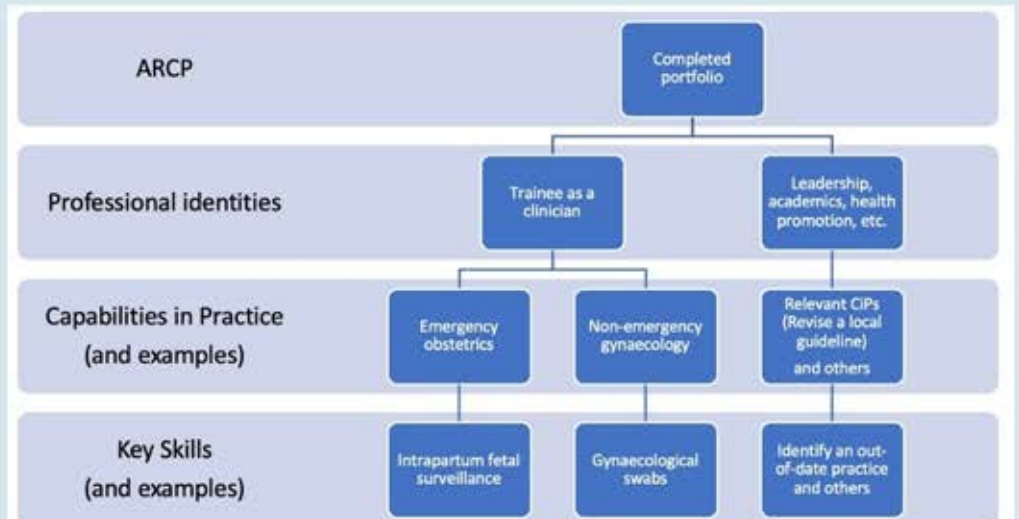 ARCP
Completed
portfolio
Professional identities
Trainee as a
clinician
Leadership,
academics, health
promotion, etc.
Capabilities in Practice
(and examples)
Emergency
obstetrics
Non-emergency
gynaecology
Relevant CiPs
(Revise a local
guideline)
and others
Key Skills
(and examples)
Intrapartum fetal
surveillance
Gynaecological
swabs
Identify an out-
of-date practice
and others